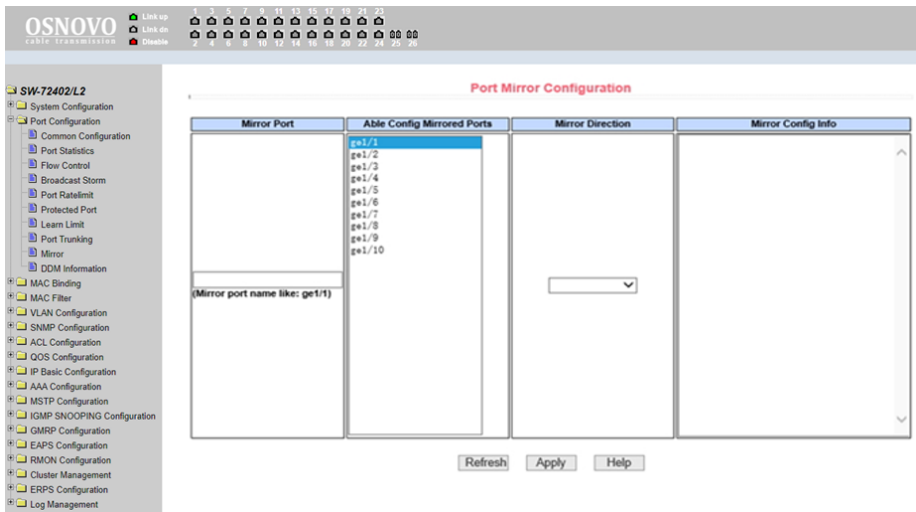 OSNOVO
cable transmission
Link up
Link dn
Disable
1 3 5 7 9 11 13 15 17 19 21 23
2 4 6 8 10 12 14 16 18 20 22 24 25 26
SW-72402/L2
System Configuration
Port Configuration
Common Configuration
Port Statistics
Flow Control
Broadcast Storm
Port Ratelimit
Protected Port
Learn Limit
Port Trunking
Mirror
DDM Information
MAC Binding
MAC Filter
VLAN Configuration
SNMP Configuration
ACL Configuration
QOS Configuration
IP Basic Configuration
AAA Configuration
MSTP Configuration
IGMP SNOOPING Configuration
GMRP Configuration
EAPS Configuration
RMON Configuration
Cluster Management
ERPS Configuration
Log Management
Port Mirror Configuration
Mirror Port
Able Config Mirrored Ports
Mirror Direction
Mirror Config Info
(Mirror port name like: ge1/1)
ge1/1
ge1/2
ge1/3
ge1/4
ge1/5
ge1/6
ge1/7
ge1/8
ge1/9
ge1/10
Refresh
Apply
Help